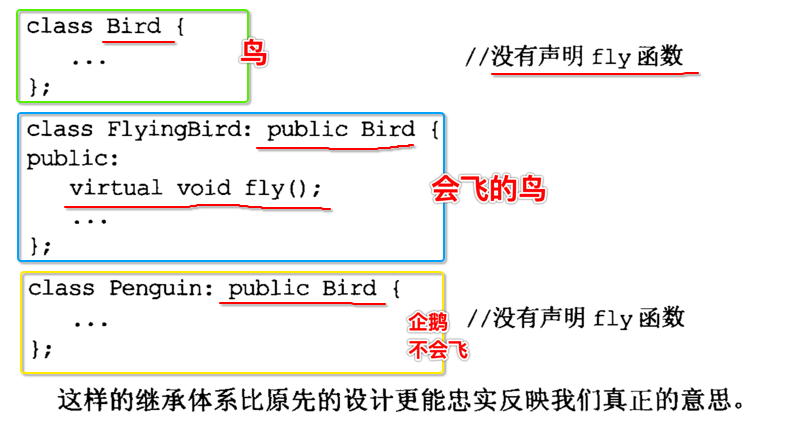 class Bird {
鸟
... //没有声明 fly 函数
};
class FlyingBird: public Bird {
public:
virtual void fly();
会飞的鸟
...
};
class Penguin: public Bird {
... 企鹅 //没有声明 fly 函数
}; 不会飞
这样的继承体系比原先的设计更能忠实反映我们真正的意思。